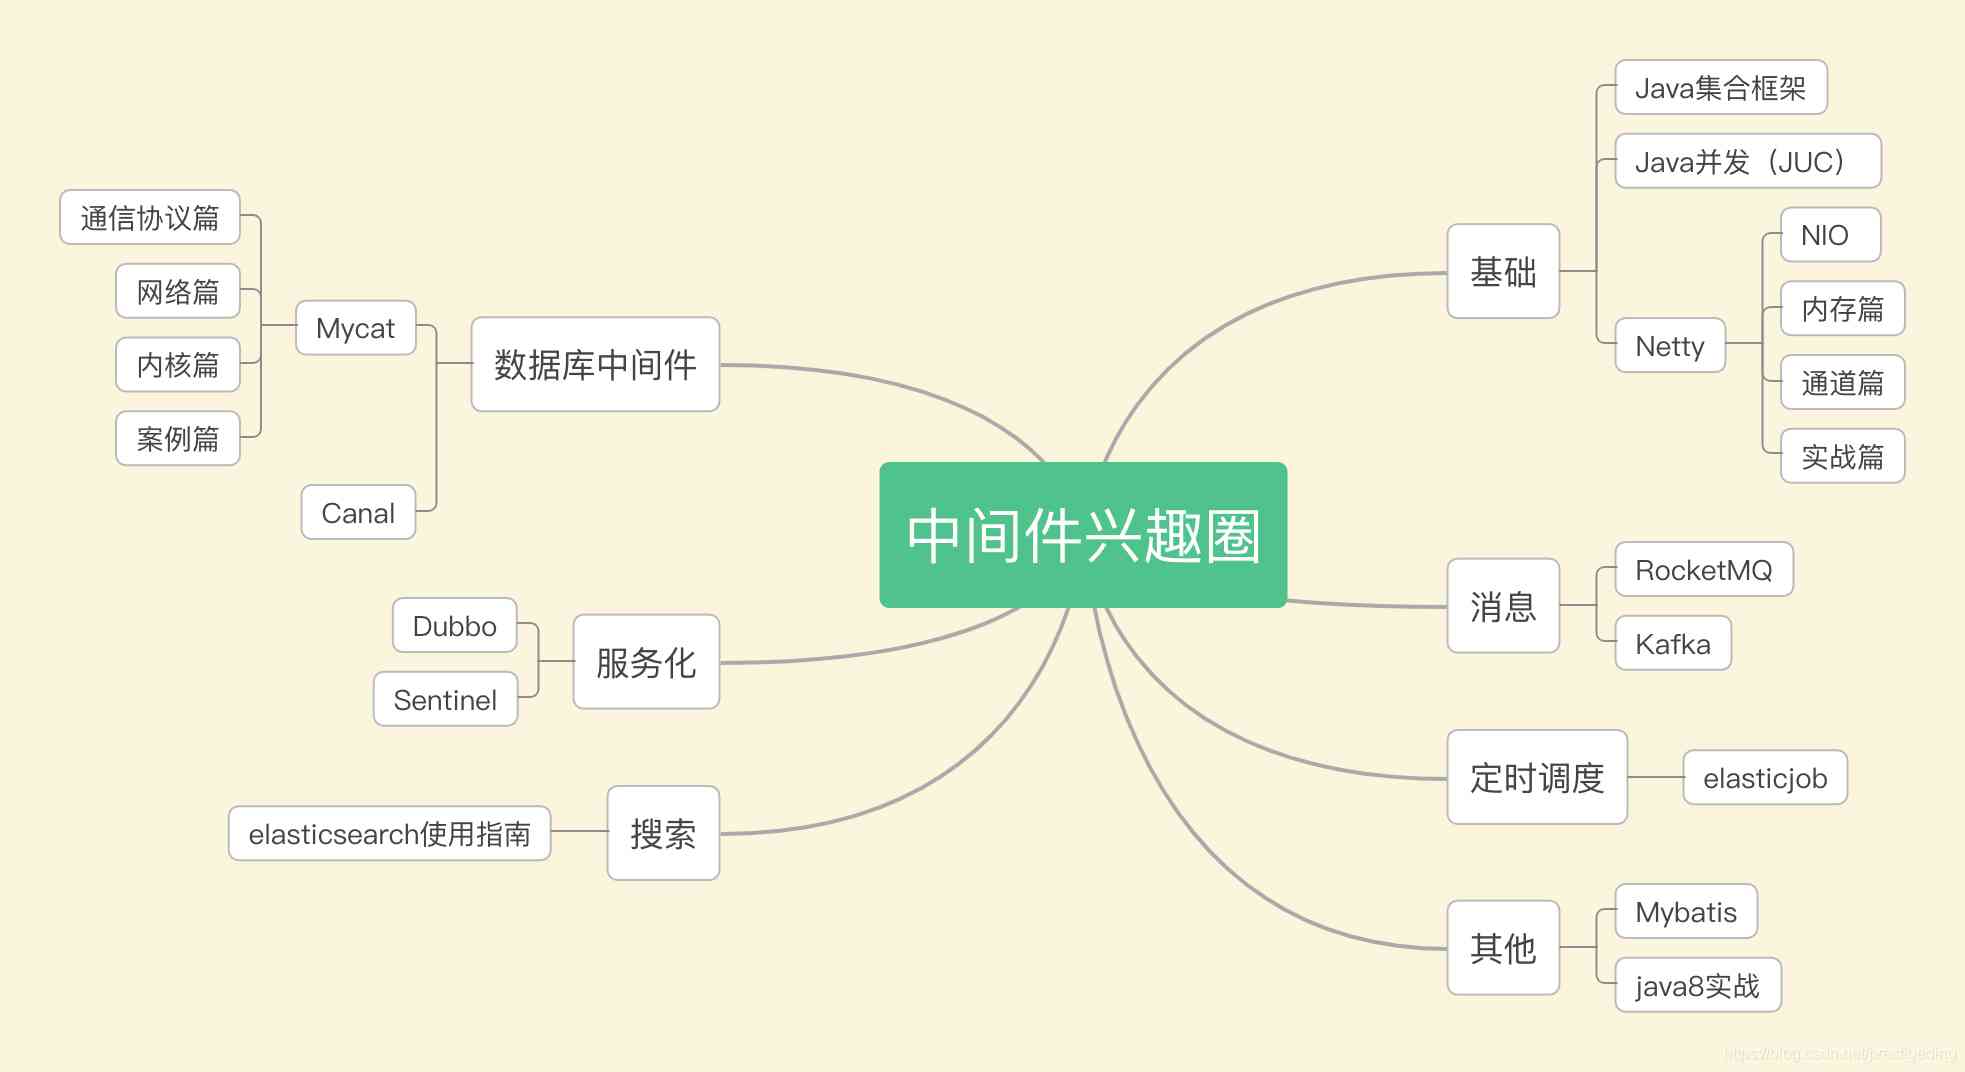 中间件兴趣圈
基础
Java集合框架
Java并发（JUC）
Netty
NIO
内存篇
通道篇
实战篇
消息
RocketMQ
Kafka
定时调度
elasticjob
其他
Mybatis
java8实战
数据库中间件
Mycat
通信协议篇
网络篇
内核篇
案例篇
Canal
服务化
Dubbo
Sentinel
搜索
elasticsearch使用指南
https://blog.csdn.net/prestigeding